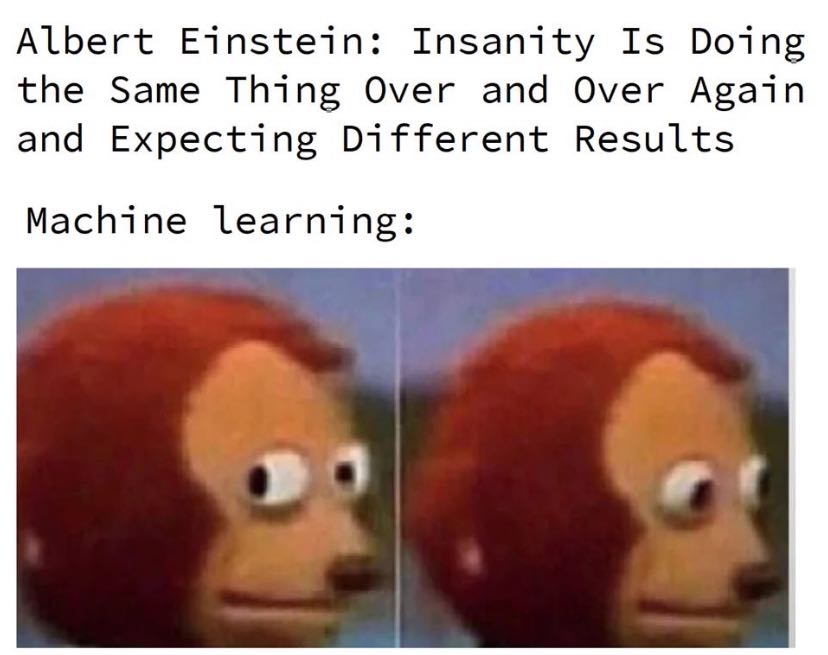 Albert Einstein: Insanity Is Doing
the Same Thing Over and Over Again
and Expecting Different Results
Machine learning: